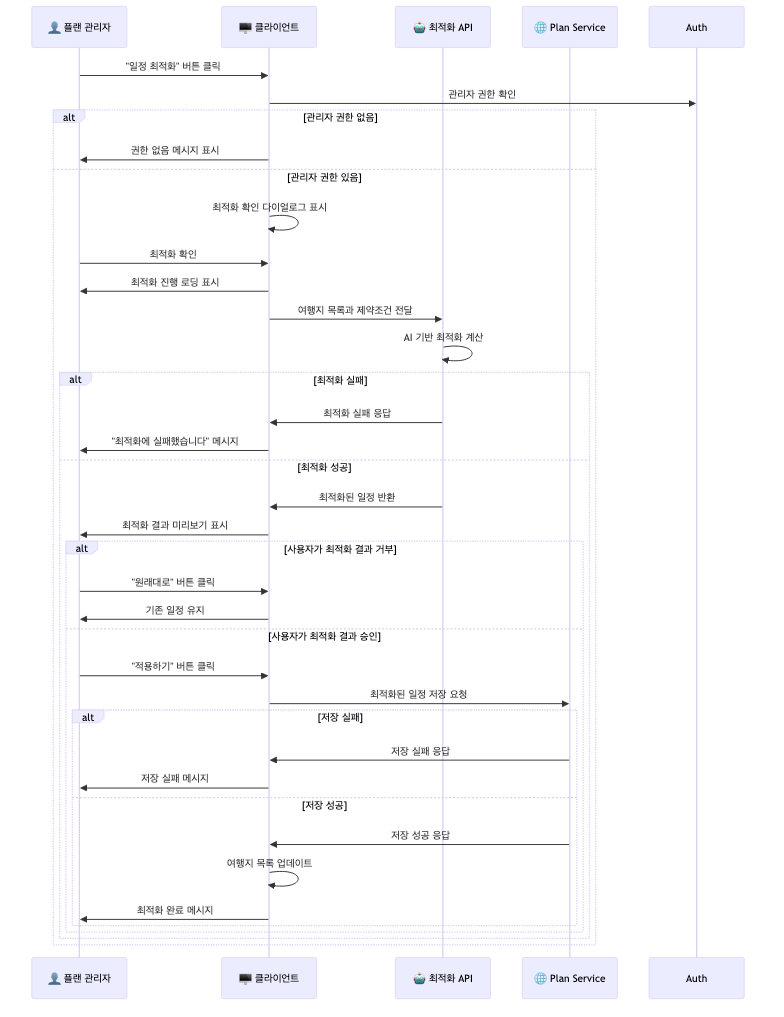 👤 플랜 관리자
🖥️ 클라이언트
🤖 최적화 API
🌐 Plan Service
Auth
"일정 최적화" 버튼 클릭
관리자 권한 확인
alt
[관리자 권한 없음]
권한 없음 메시지 표시
[관리자 권한 있음]
최적화 확인 다이얼로그 표시
최적화 확인
최적화 진행 로딩 표시
여행지 목록과 제약조건 전달
AI 기반 최적화 계산
alt
[최적화 실패]
최적화 실패 응답
"최적화에 실패했습니다" 메시지
[최적화 성공]
최적화된 일정 반환
최적화 결과 미리보기 표시
alt
[사용자가 최적화 결과 거부]
"원래대로" 버튼 클릭
기존 일정 유지
[사용자가 최적화 결과 승인]
"적용하기" 버튼 클릭
최적화된 일정 저장 요청
alt
[저장 실패]
저장 실패 응답
저장 실패 메시지
[저장 성공]
저장 성공 응답
여행지 목록 업데이트
최적화 완료 메시지
👤 플랜 관리자
🖥️ 클라이언트
🤖 최적화 API
🌐 Plan Service
Auth